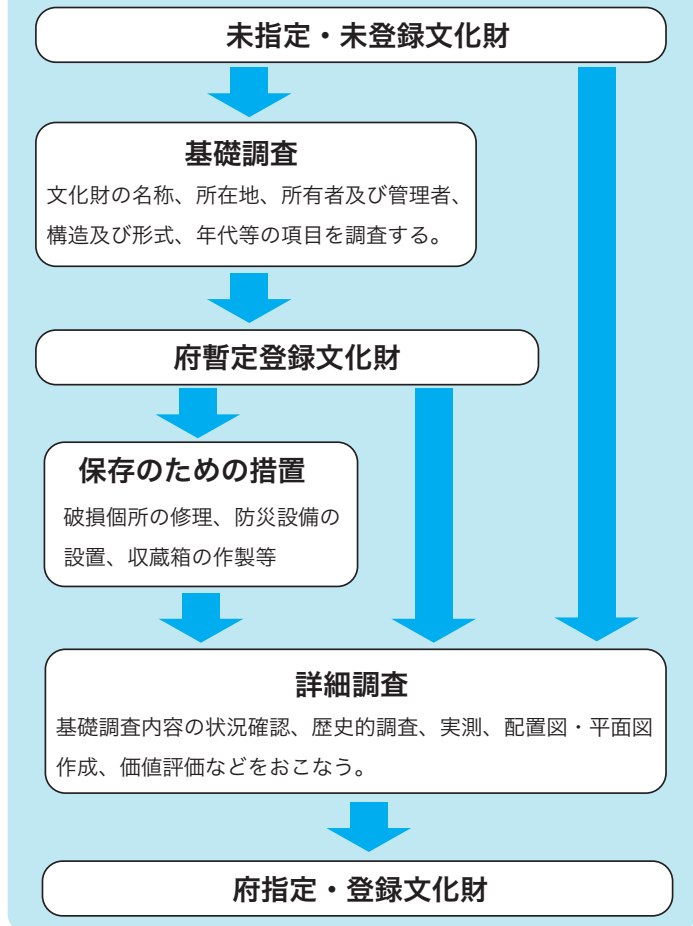 未指定・未登録文化財
基礎調査
文化財の名称、所在地、所有者及び管理者、
構造及び形式、年代等の項目を調査する。
府暫定登録文化財
保存のための措置
破損個所の修理、防災設備の
設置、収蔵箱の作製等
詳細調査
基礎調査内容の状況確認、歴史的調査、実測、配置図・平面図
作成、価値評価などをおこなう。
府指定・登録文化財